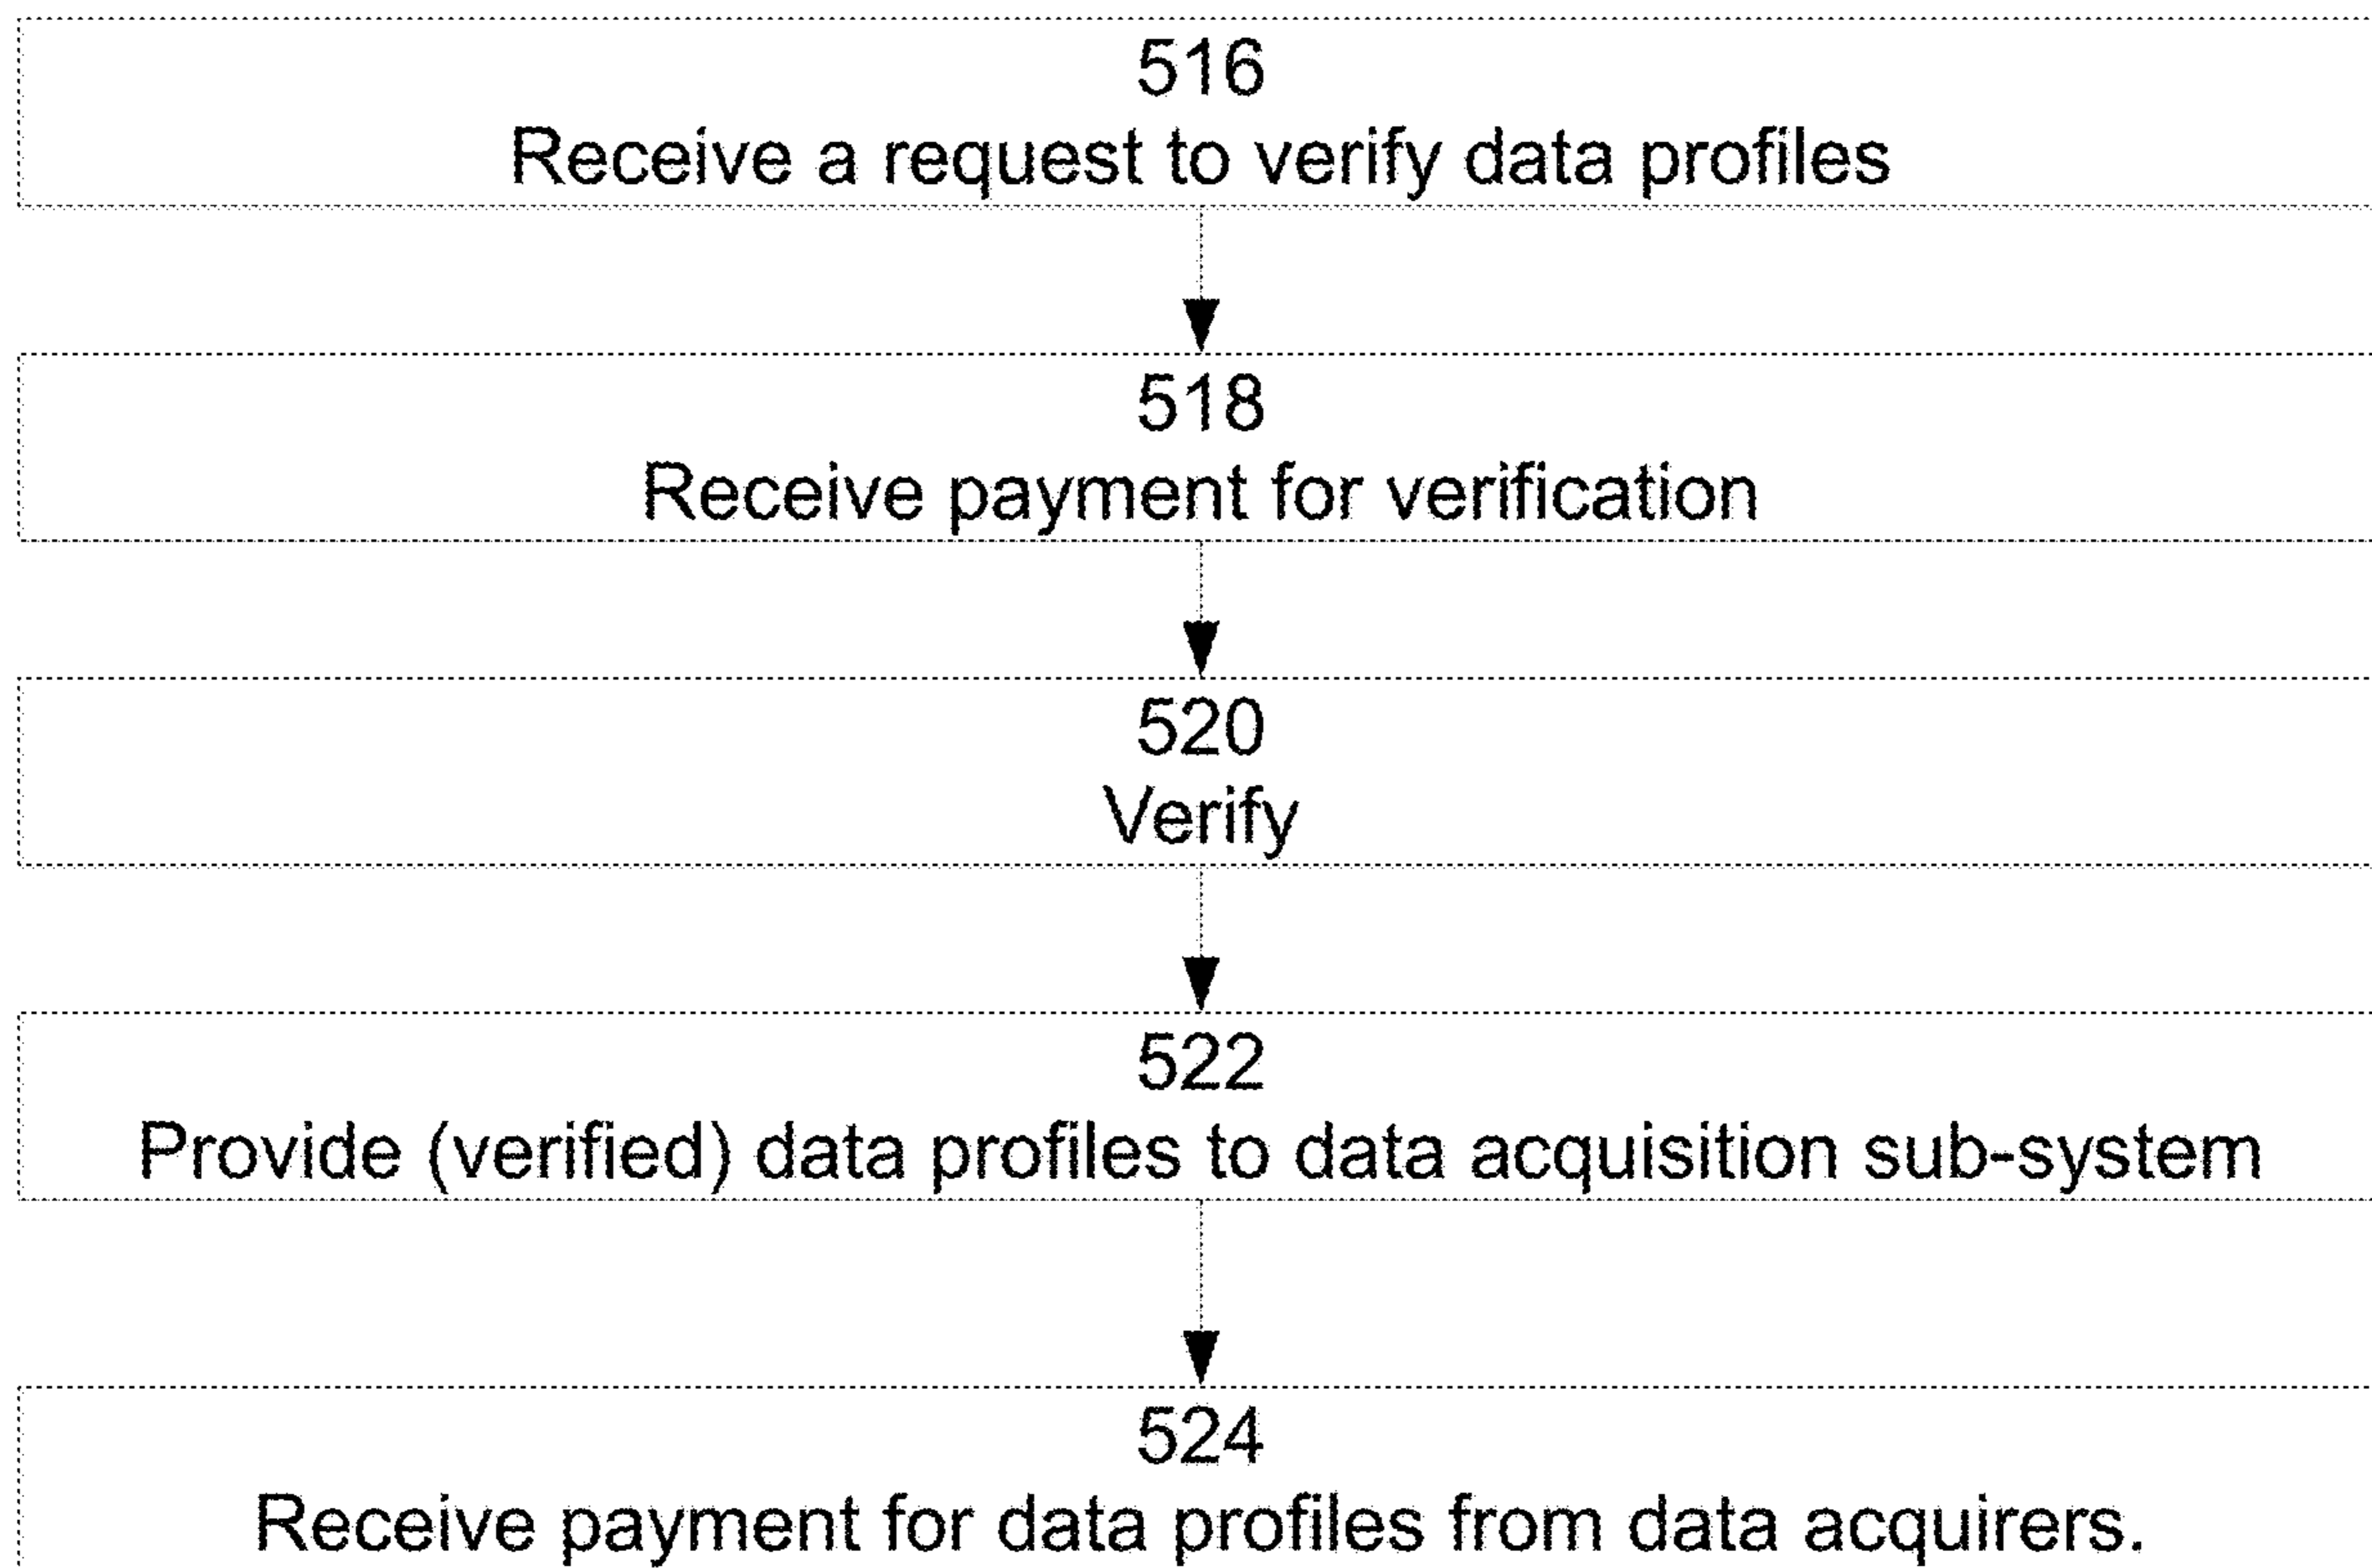 516
Receive a request to verify data profiles
518
Receive payment for verification
520
Verify
522
Provide (verified) data profiles to data acquisition sub-system
524
Receive payment for data profiles from data acquirers.